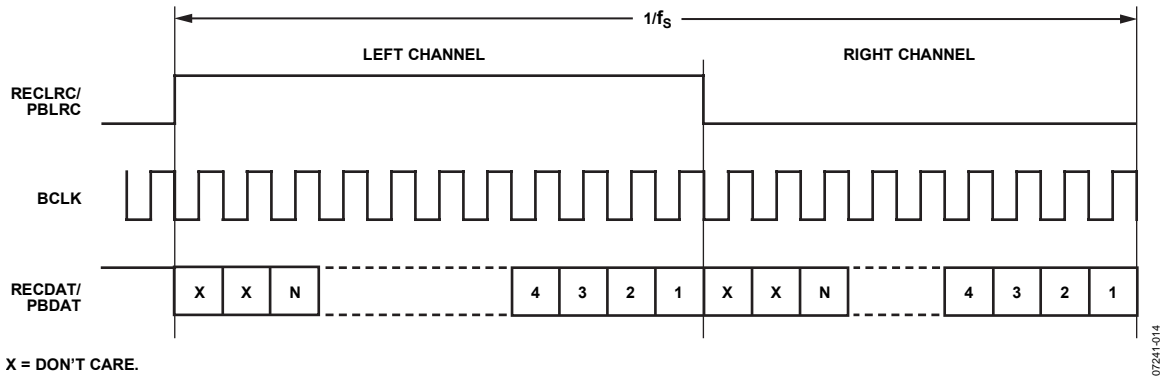 1/fS
LEFT CHANNEL RIGHT CHANNEL
RECLRC/
PBLRC
BCLK
RECDAT/
PBDAT
X X N 4 3 2 1 X X N 4 3 2 1
X = DON'T CARE.
07241-014